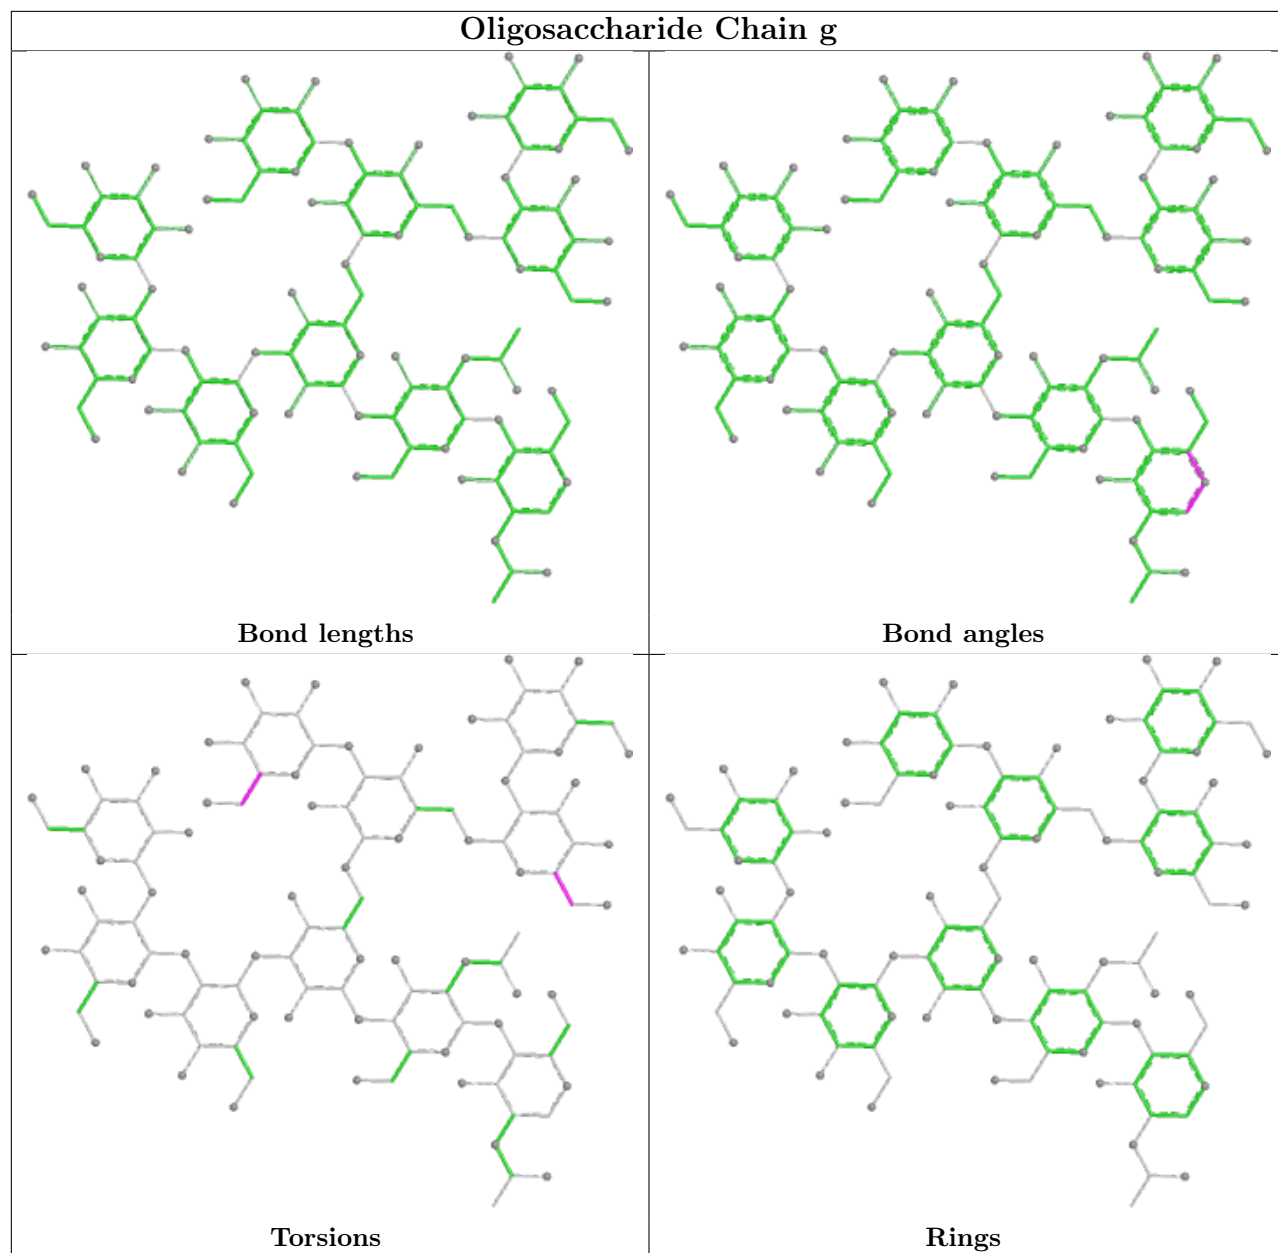 Oligosaccharide Chain g
Bond lengths
Bond angles
Torsions
Rings